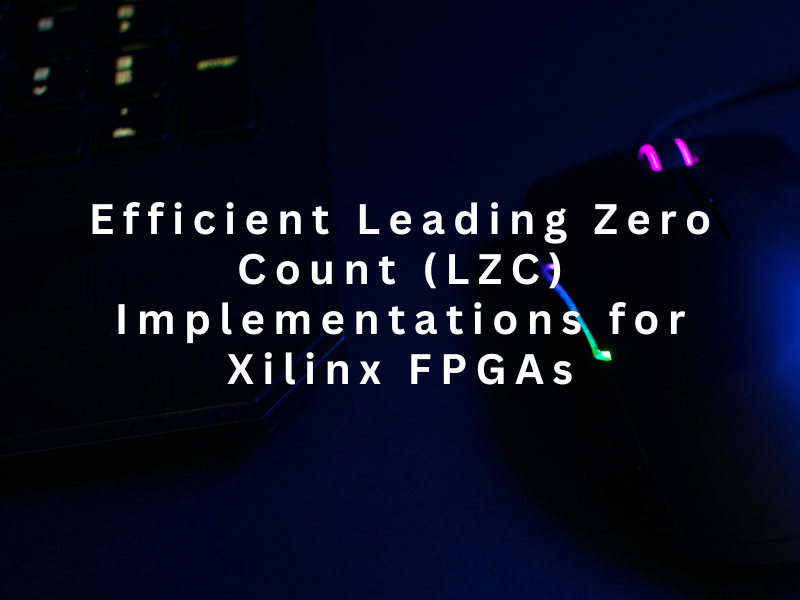 Efficient Leading Zero
Count (LZC)
Implementations for
Xilinx FPGAs